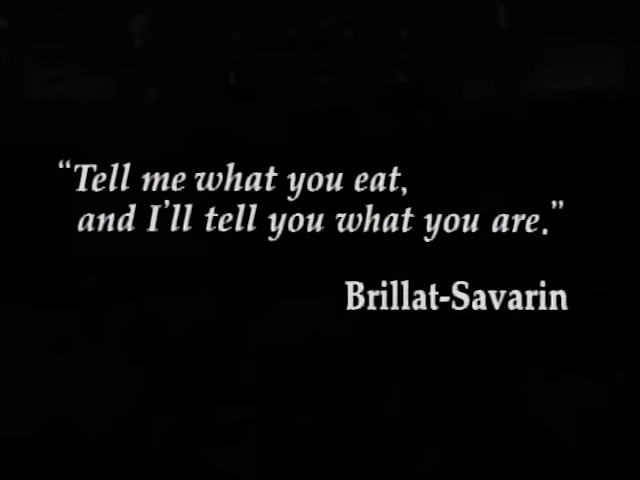 “Tell me what you eat,
and I’ll tell you what you are.”
Brillat-Savarin